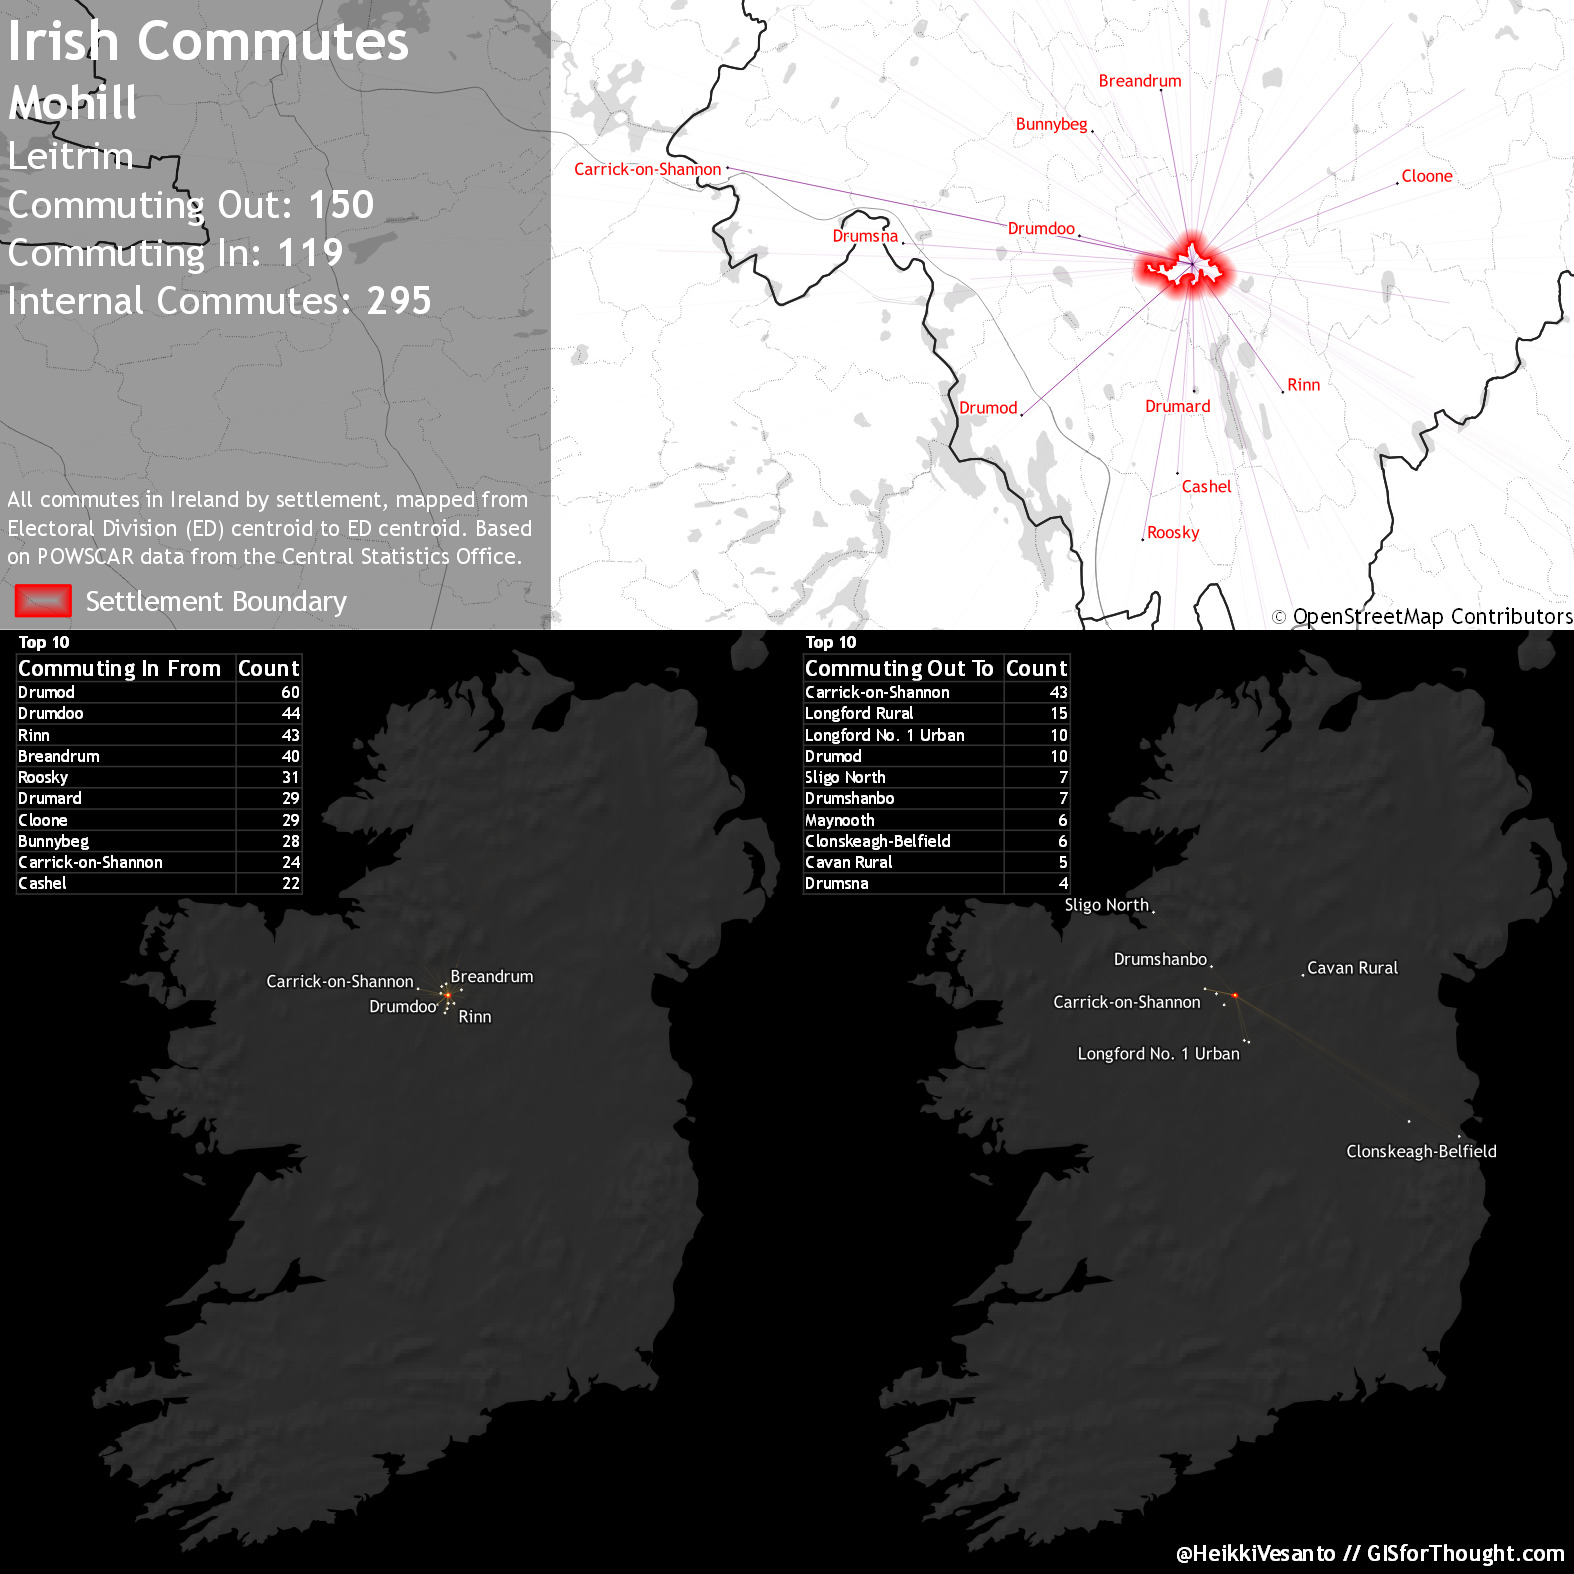 Irish Commutes
Mohill
Leitrim
Commuting Out: 150
Commuting In: 119
Internal Commutes: 295
All commutes in Ireland by settlement, mapped from
Electoral Division (ED) centroid to ED centroid. Based
on POWSCAR data from the Central Statistics Office.
Settlement Boundary
Breandrum
Bunnybeg
Carrick-on-Shannon
Cloone
Drumdoo
Drumsna
Rinn
Drumod
Drumard
Cashel
Roosky
© OpenStreetMap Contributors
Top 10
Commuting In From Count
Drumod 60
Drumdoo 44
Rinn 43
Breandrum 40
Roosky 31
Drumard 29
Cloone 29
Bunnybeg 28
Carrick-on-Shannon 24
Cashel 22
Carrick-on-Shannon
Breandrum
Drumdoo
Rinn
Top 10
Commuting Out To Count
Carrick-on-Shannon 43
Longford Rural 15
Longford No. 1 Urban 10
Drumod 10
Sligo North 7
Drumshanbo 7
Maynooth 6
Clonskeagh-Belfield 6
Cavan Rural 5
Drumsna 4
Sligo North
Drumshanbo
Cavan Rural
Carrick-on-Shannon
Longford No. 1 Urban
Clonskeagh-Belfield
@HeikkiVesanto // GISforThought.com